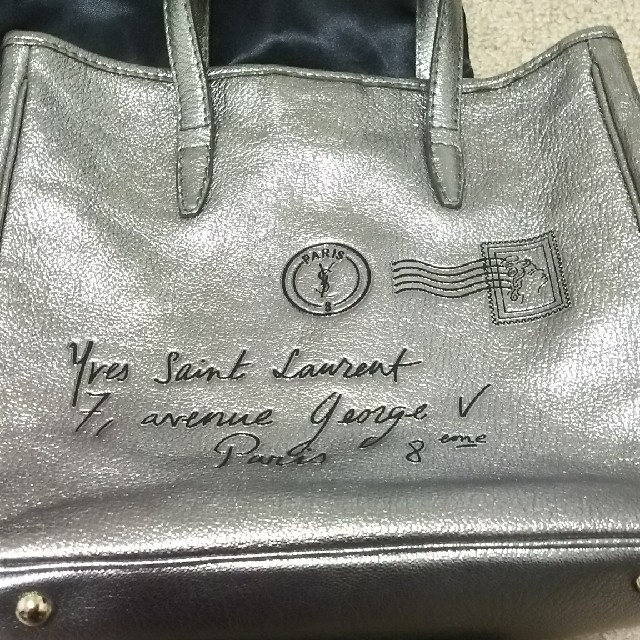 PARIS
YSL
8
Yves Saint Laurent
7, avenue George V
Paris 8 eme